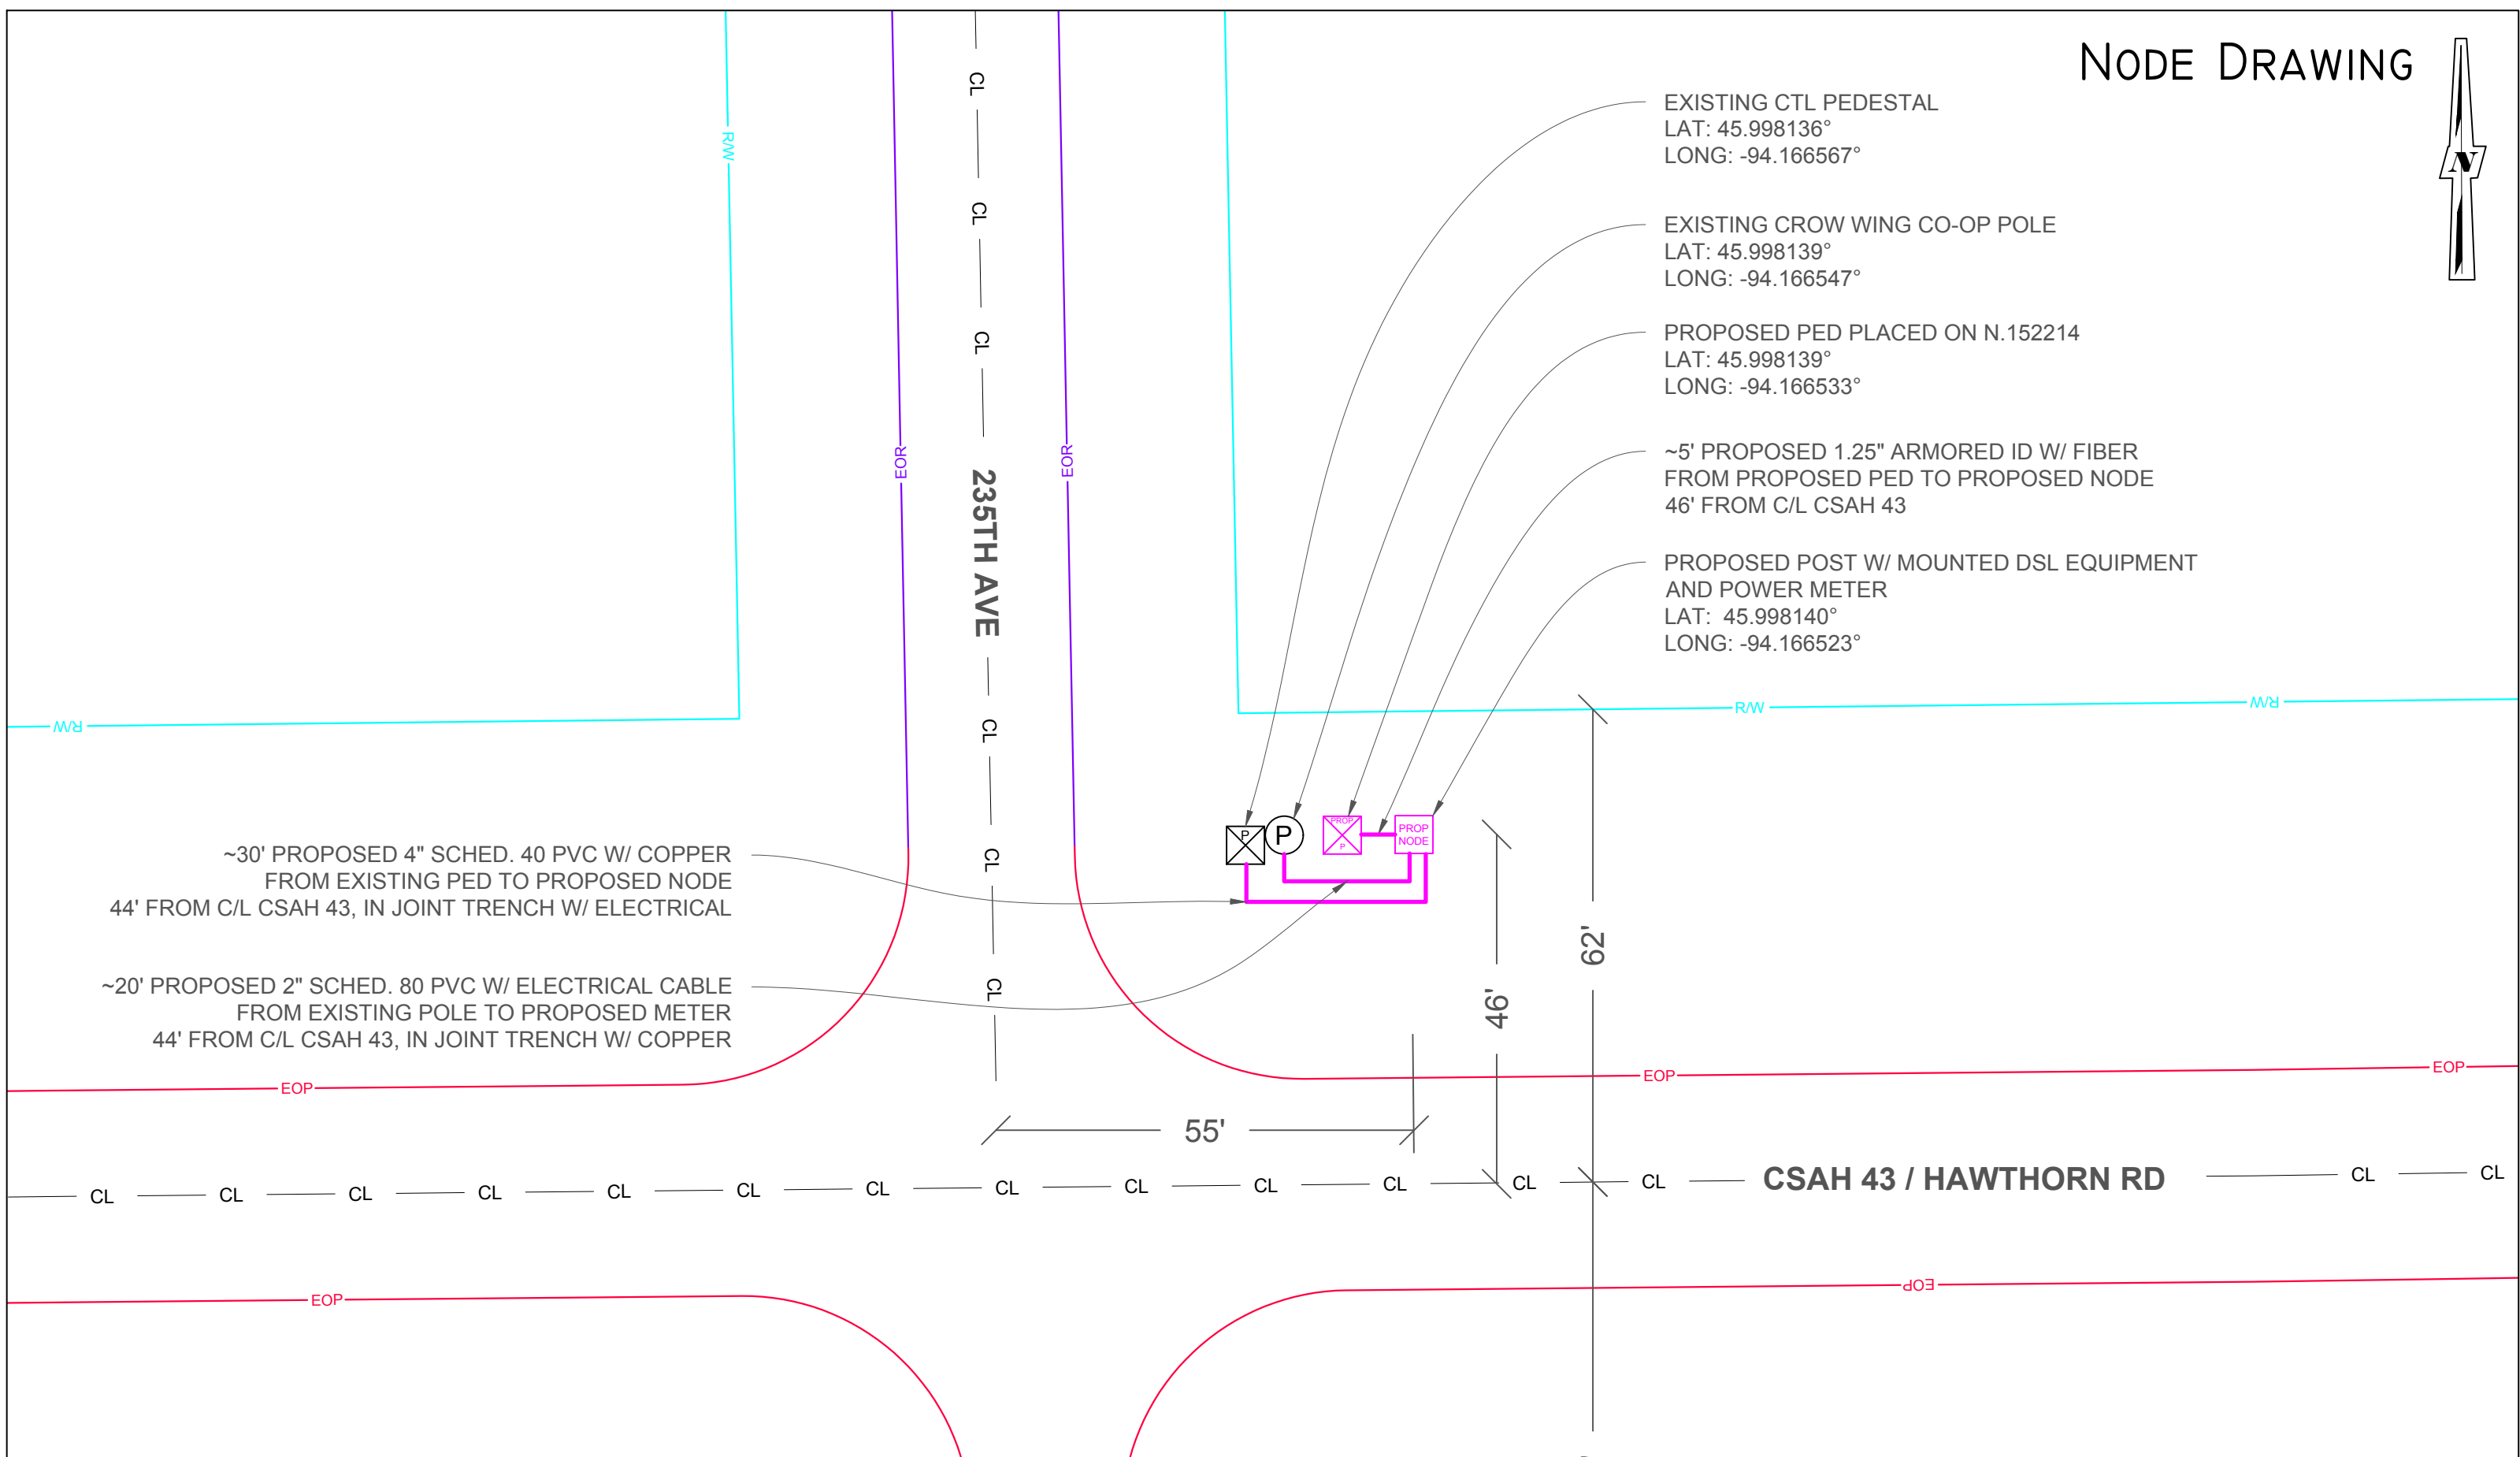 NODE DRAWING
N
EXISTING CTL PEDESTAL
LAT: 45.998136°
LONG: -94.166567°
EXISTING CROW WING CO-OP POLE
LAT: 45.998139°
LONG: -94.166547°
PROPOSED PED PLACED ON N.152214
LAT: 45.998139°
LONG: -94.166533°
~5' PROPOSED 1.25" ARMORED ID W/ FIBER
FROM PROPOSED PED TO PROPOSED NODE
46' FROM C/L CSAH 43
PROPOSED POST W/ MOUNTED DSL EQUIPMENT
AND POWER METER
LAT: 45.998140°
LONG: -94.166523°
R/W
CL
CL
CL
EOR
EOR
235TH AVE
R/W
R/W
R/W
CL
CL
CL
P
P
PROP
P
PROP
NODE
~30' PROPOSED 4" SCHED. 40 PVC W/ COPPER
FROM EXISTING PED TO PROPOSED NODE
44' FROM C/L CSAH 43, IN JOINT TRENCH W/ ELECTRICAL
~20' PROPOSED 2" SCHED. 80 PVC W/ ELECTRICAL CABLE
FROM EXISTING POLE TO PROPOSED METER
44' FROM C/L CSAH 43, IN JOINT TRENCH W/ COPPER
62'
46'
EOP
EOP
EOP
55'
CL CL CL CL CL CL CL CL CL CL CL CL CL CSAH 43 / HAWTHORN RD CL CL
EOP
EOP